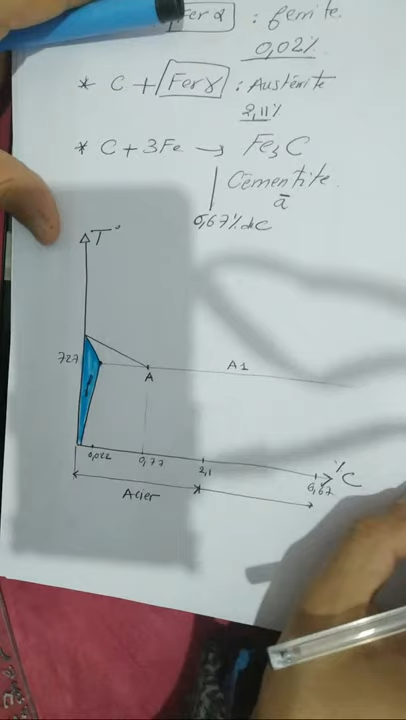 Fer α : ferrite.
0,02%
* C + Fer γ : Austénite
2,11%
* C + 3Fe → Fe3C
Cémentite
à
6,67% de C
T°
727
A
A1
0,022
0,77
2,1
6,67
% C
Acier